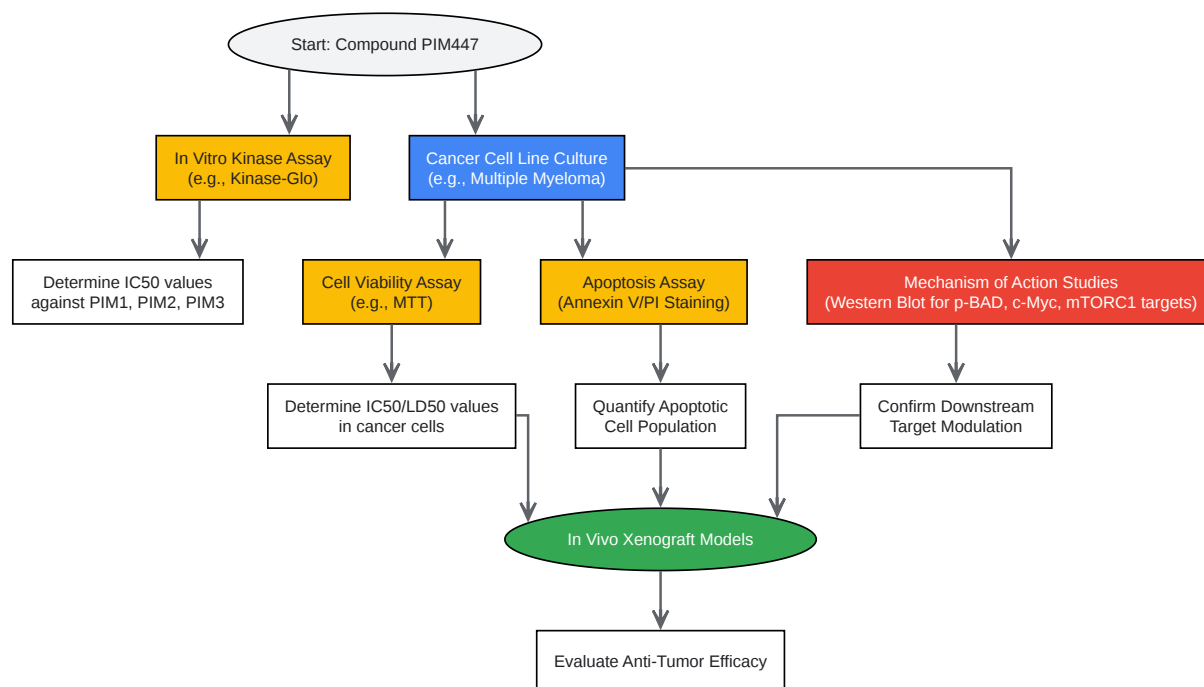 Start: Compound PIM447
In Vitro Kinase Assay
(e.g., Kinase-Glo)
Cancer Cell Line Culture
(e.g., Multiple Myeloma)
Determine IC50 values
against PIM1, PIM2, PIM3
Cell Viability Assay
(e.g., MTT)
Apoptosis Assay
(Annexin V/PI Staining)
Mechanism of Action Studies
(Western Blot for p-BAD, c-Myc, mTORC1 targets)
Determine IC50/LD50 values
in cancer cells
Quantify Apoptotic
Cell Population
Confirm Downstream
Target Modulation
In Vivo Xenograft Models
Evaluate Anti-Tumor Efficacy